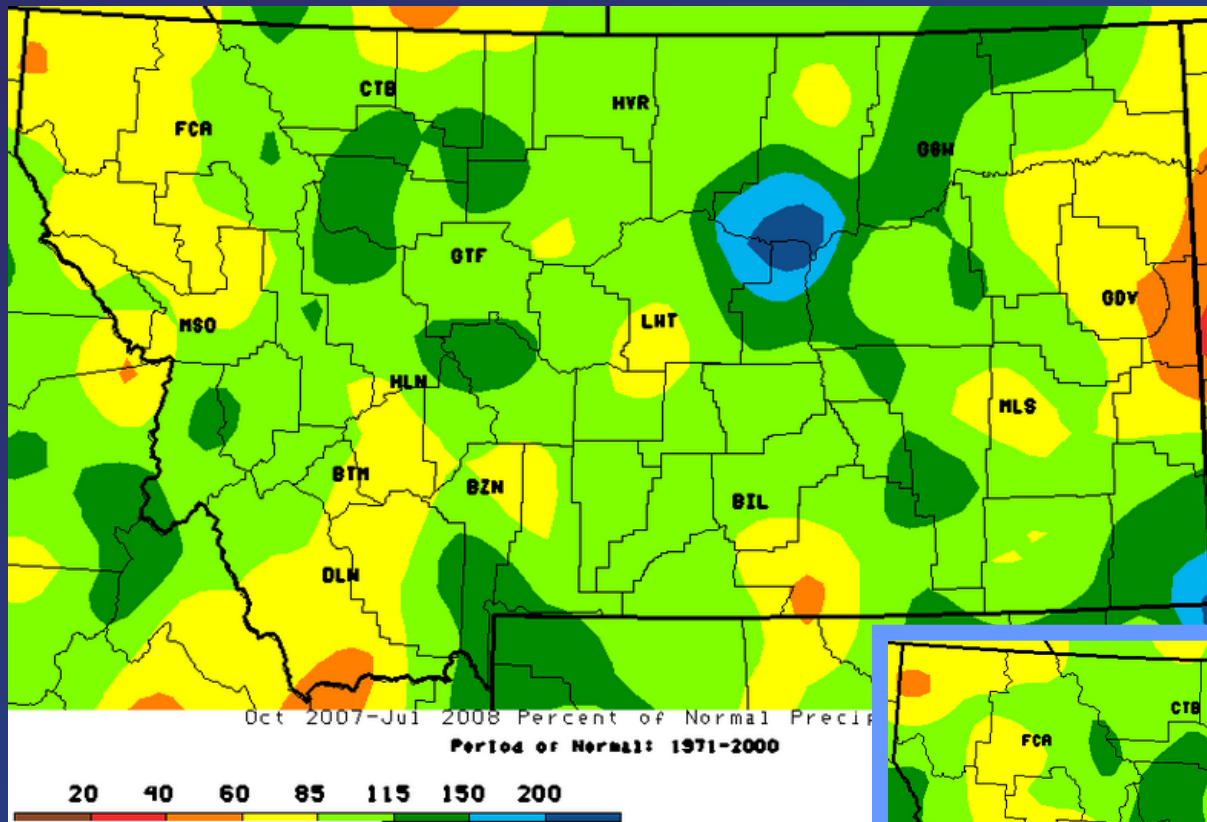 CTB
HVR
FCA
GGW
GTF
GDV
MSO
LWT
HLN
MLS
BTM
BZN
BIL
DLN
Oct 2007-Jul 2008 Percent of Normal
Period of Normal: 1971-2000
20 40 60 85 115 150 200
CTB
FCA